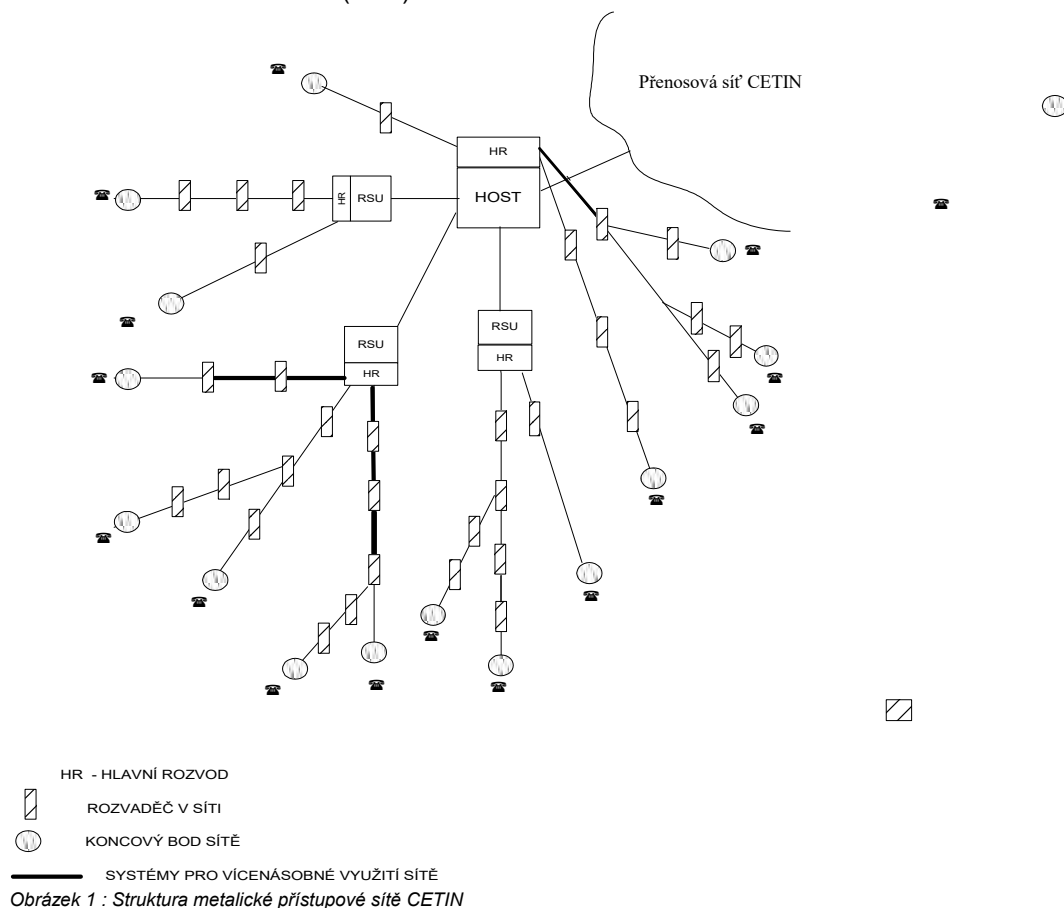 Přenosová síť CETIN
HR
HOST
HR
RSU
RSU
HR
RSU
HR
HR - HLAVNÍ ROZVOD
ROZVADĚČ V SÍTI
KONCOVÝ BOD SÍTĚ
SYSTÉMY PRO VÍCENÁSOBNÉ VYUŽITÍ SÍTĚ
Obrázek 1 : Struktura metalické přístupové sítě CETIN